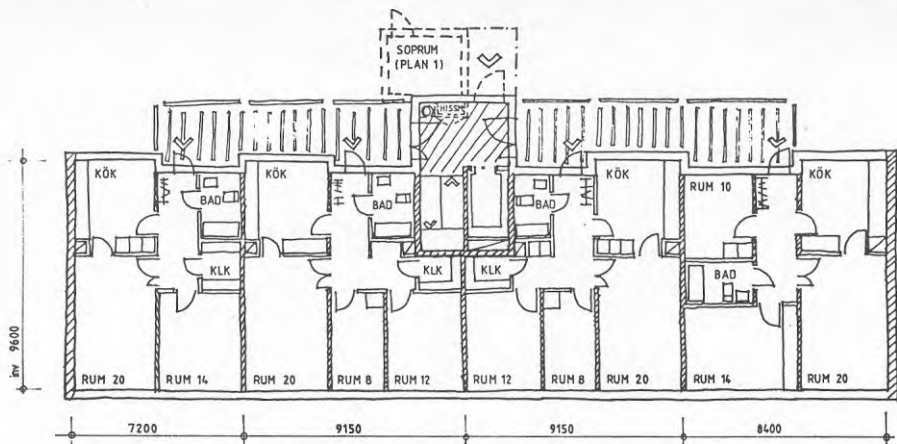 SOPRUM
(PLAN 1)
HISSM
KÖK
BAD
KÖK
BAD
BAD
KÖK
RUM 10
KÖK
KLK
KLK
KLK
BAD
inv 9600
RUM 20
RUM 14
RUM 20
RUM 8
RUM 12
RUM 12
RUM 8
RUM 20
RUM 14
RUM 20
7200
9150
9150
8400